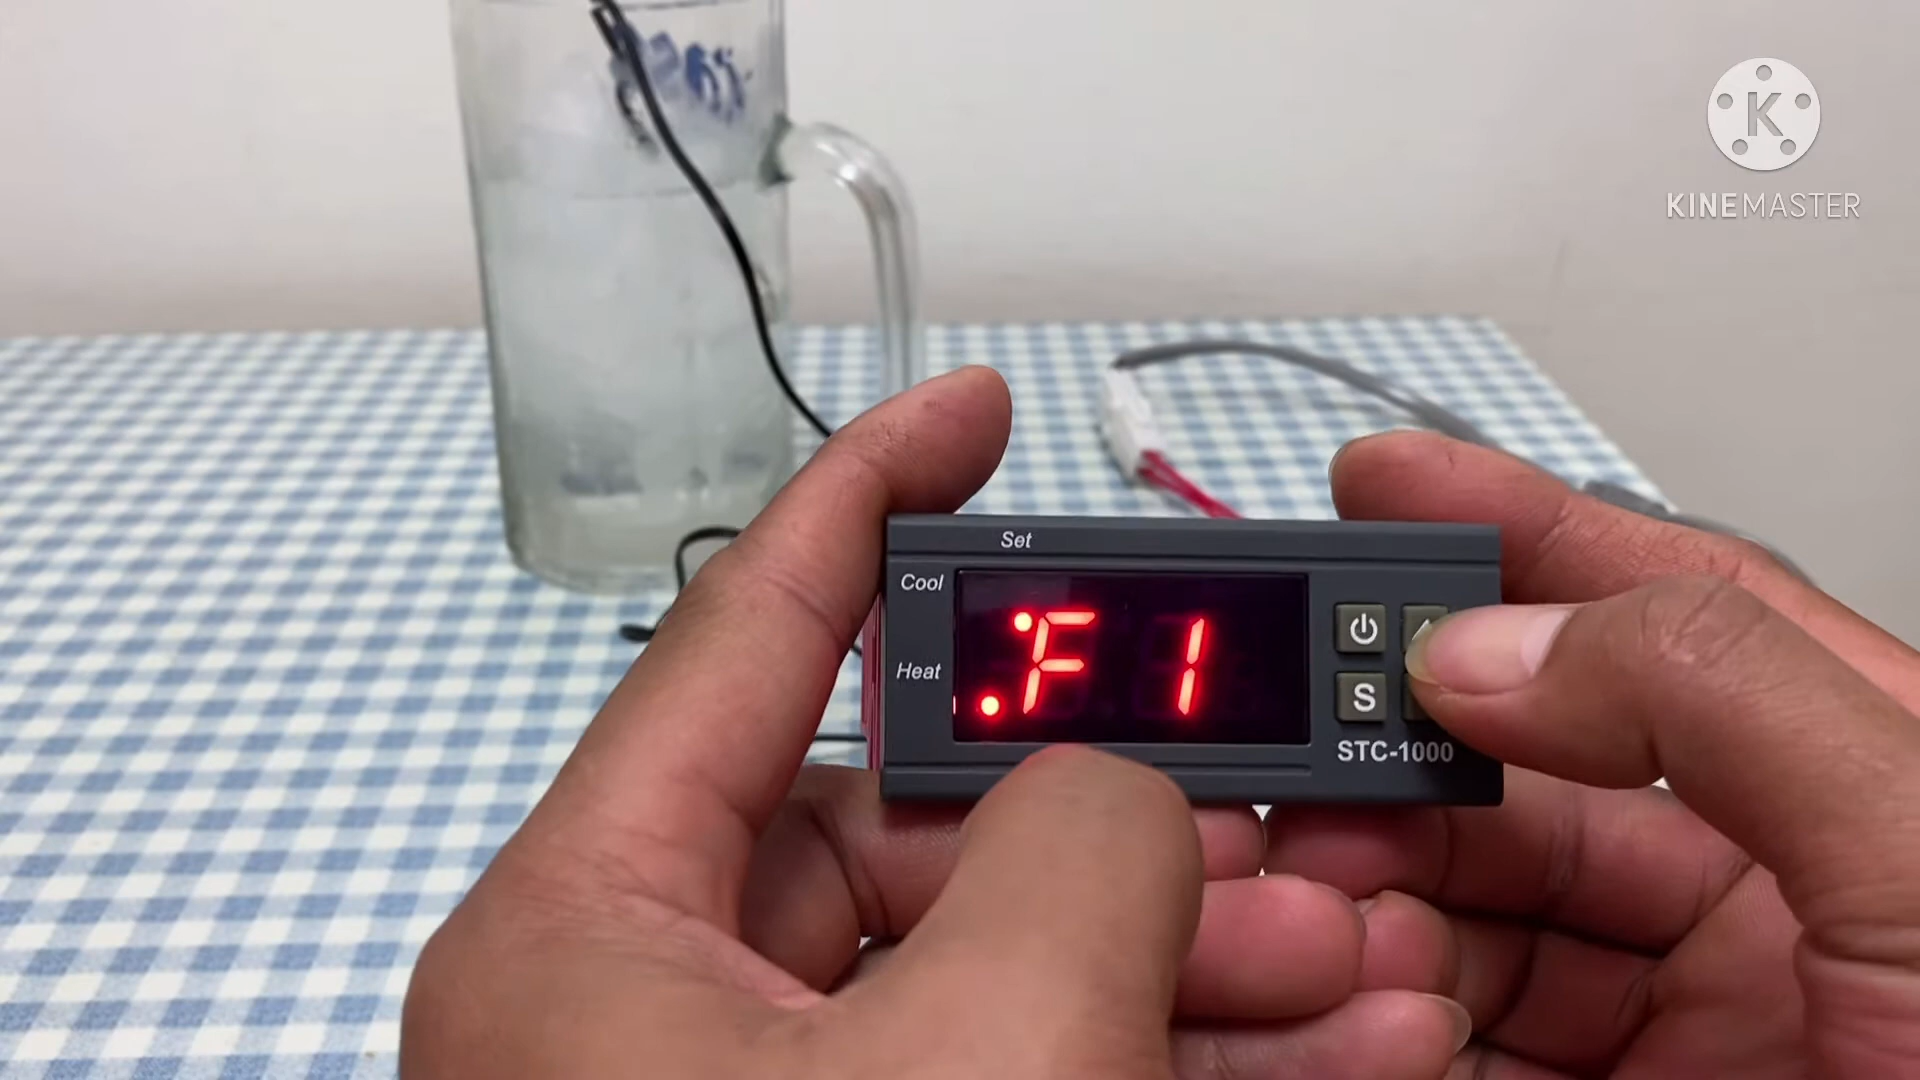 K
KINEMASTER
Set
Cool
Heat
F1
S
STC-1000